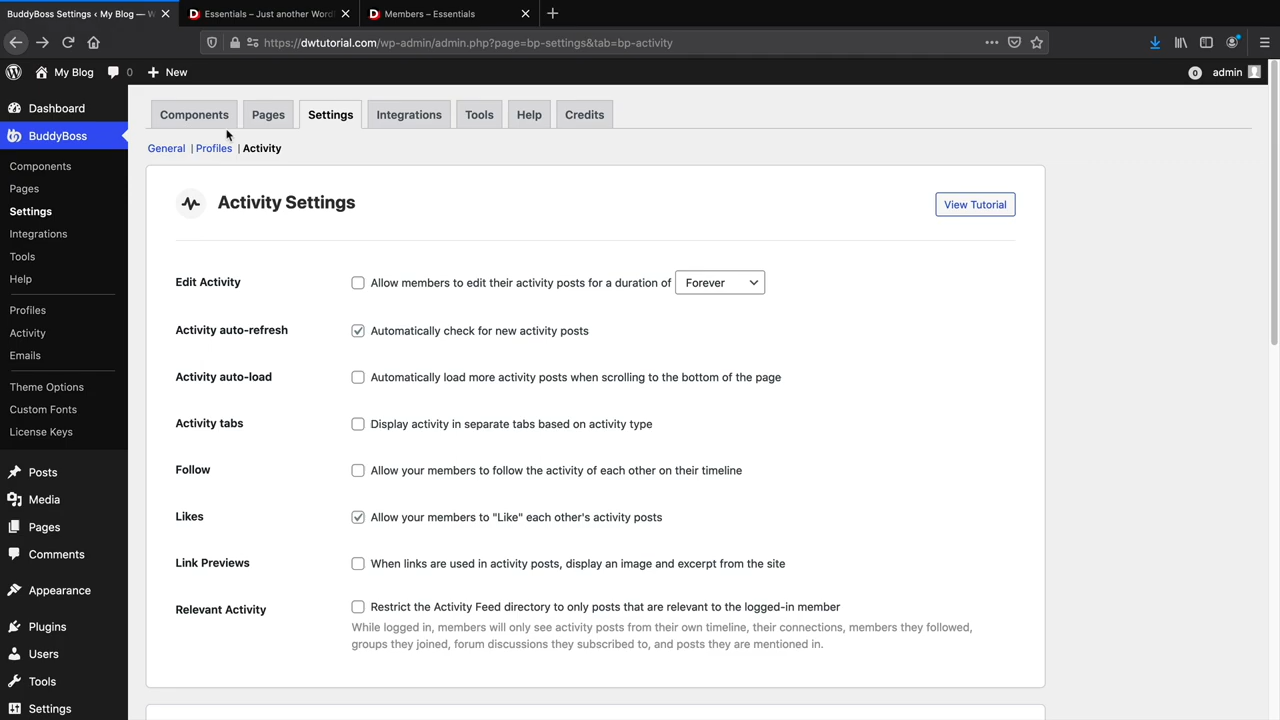 BuddyBoss Settings ‹ My Blog — W
Essentials – Just another Word
Members – Essentials
https://dwtutorial.com/wp-admin/admin.php?page=bp-settings&tab=bp-activity
My Blog
0
New
0
admin
Dashboard
BuddyBoss
Components
Pages
Settings
Integrations
Tools
Help
Profiles
Activity
Emails
Theme Options
Custom Fonts
License Keys
Posts
Media
Pages
Comments
Appearance
Plugins
Users
Tools
Settings
Components
Pages
Settings
Integrations
Tools
Help
Credits
General | Profiles | Activity
Activity Settings
View Tutorial
Edit Activity
Allow members to edit their activity posts for a duration of Forever
Activity auto-refresh
Automatically check for new activity posts
Activity auto-load
Automatically load more activity posts when scrolling to the bottom of the page
Activity tabs
Display activity in separate tabs based on activity type
Follow
Allow your members to follow the activity of each other on their timeline
Likes
Allow your members to "Like" each other's activity posts
Link Previews
When links are used in activity posts, display an image and excerpt from the site
Relevant Activity
Restrict the Activity Feed directory to only posts that are relevant to the logged-in member
While logged in, members will only see activity posts from their own timeline, their connections, members they followed,
groups they joined, forum discussions they subscribed to, and posts they are mentioned in.